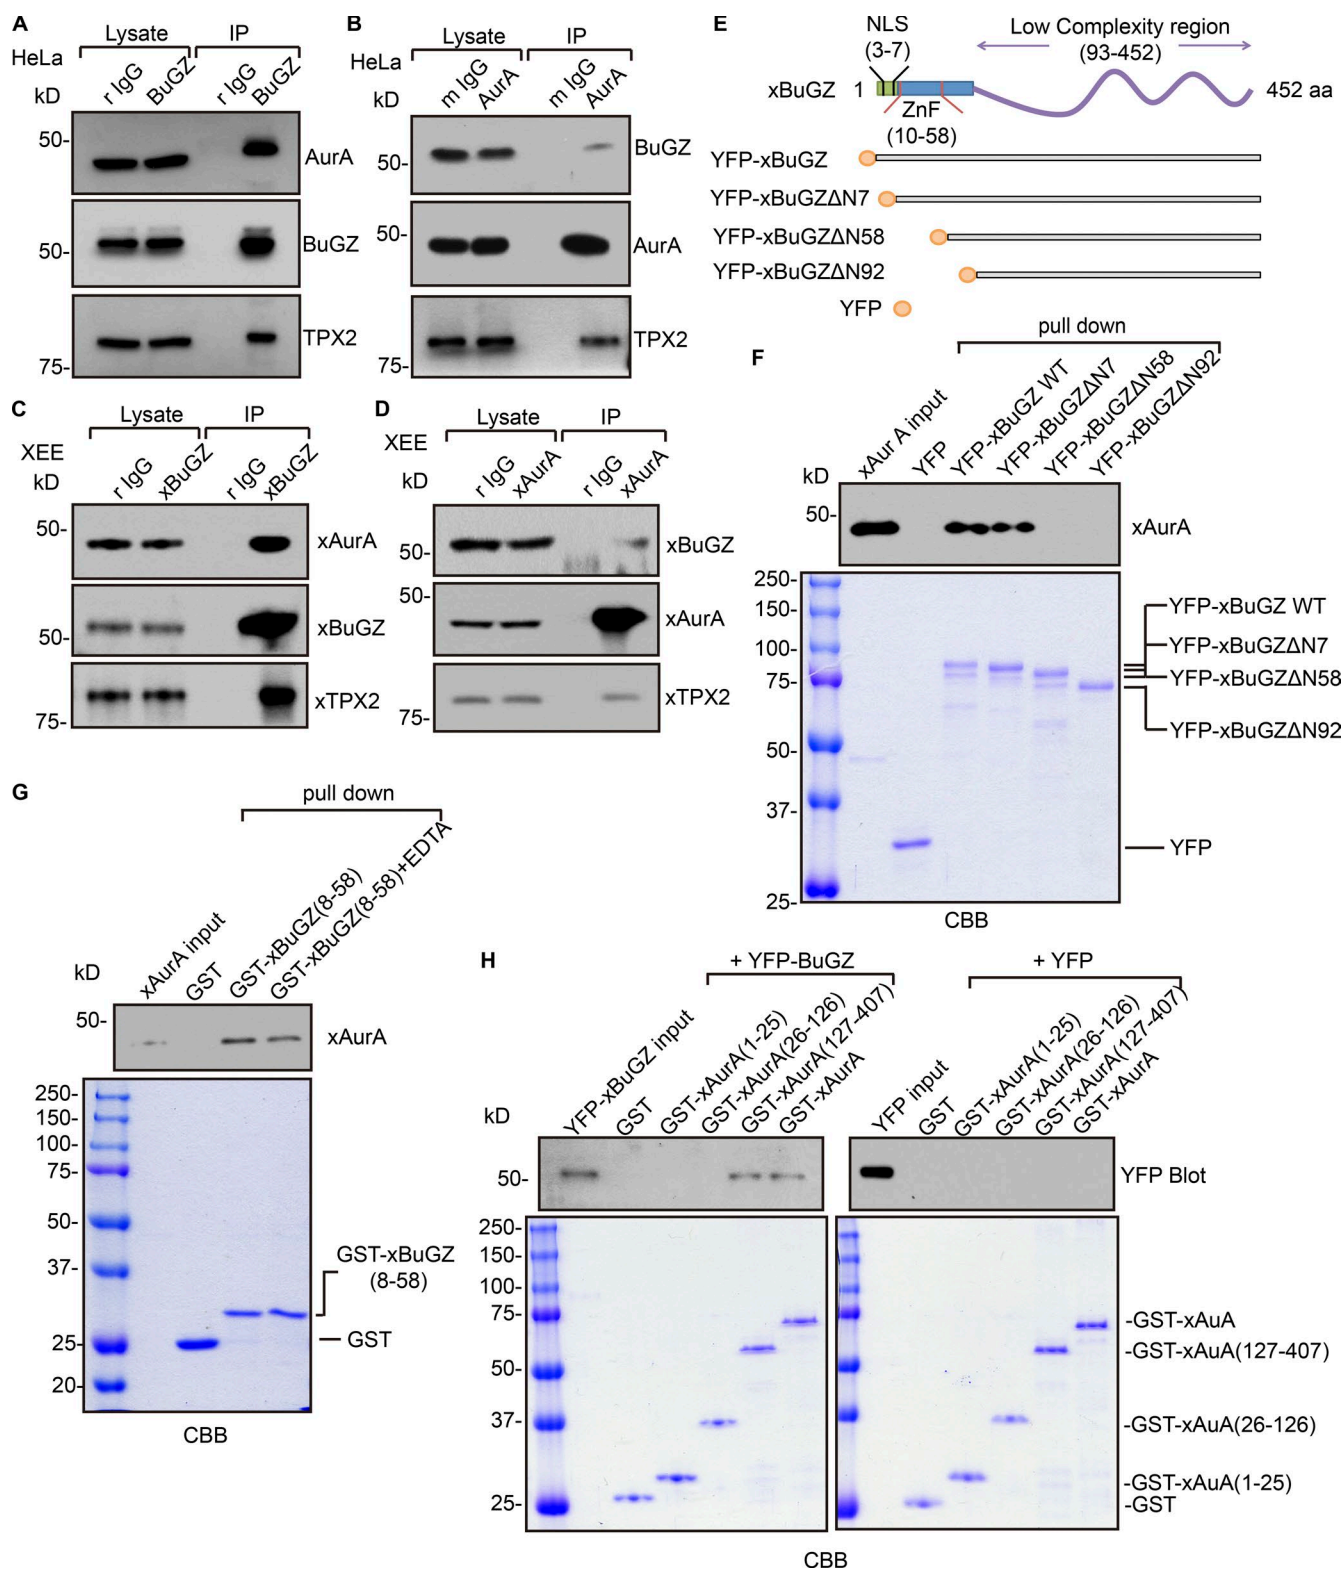 A
Lysate
IP
HeLa
r IgG
BuGZ
r IgG
BuGZ
kD
50-
AurA
50-
BuGZ
75-
TPX2
B
Lysate
IP
HeLa
m IgG
AurA
m IgG
AurA
kD
50-
BuGZ
50-
AurA
75-
TPX2
C
Lysate
IP
XEE
r IgG
xBuGZ
r IgG
xBuGZ
kD
50-
xAurA
50-
xBuGZ
75-
xTPX2
D
Lysate
IP
XEE
r IgG
xAurA
r IgG
xAurA
kD
50-
xBuGZ
50-
xAurA
75-
xTPX2
E
NLS
(3-7)
Low Complexity region
(93-452)
xBuGZ
1
452 aa
ZnF
(10-58)
YFP-xBuGZ
YFP-xBuGZΔN7
YFP-xBuGZΔN58
YFP-xBuGZΔN92
YFP
F
pull down
xAur A input
YFP
YFP-xBuGZ WT
YFP-xBuGZΔN7
YFP-xBuGZΔN58
YFP-xBuGZΔN92
kD
50-
xAurA
250-
150-
100-
75-
50-
37-
25-
YFP-xBuGZ WT
YFP-xBuGZΔN7
YFP-xBuGZΔN58
YFP-xBuGZΔN92
YFP
CBB
G
pull down
xAurA input
GST
GST-xBuGZ(8-58)
GST-xBuGZ(8-58)+EDTA
kD
50-
xAurA
250-
150-
100-
75-
50-
37-
25-
20-
GST-xBuGZ
(8-58)
GST
CBB
H
+ YFP-BuGZ
+ YFP
YFP-xBuGZ input
GST
GST-xAurA(1-25)
GST-xAurA(26-126)
GST-xAurA(127-407)
GST-xAurA
YFP input
GST
GST-xAurA(1-25)
GST-xAurA(26-126)
GST-xAurA(127-407)
GST-xAurA
kD
50-
YFP Blot
250-
150-
100-
75-
50-
37-
25-
-GST-xAuA
-GST-xAuA(127-407)
-GST-xAuA(26-126)
-GST-xAuA(1-25)
-GST
CBB